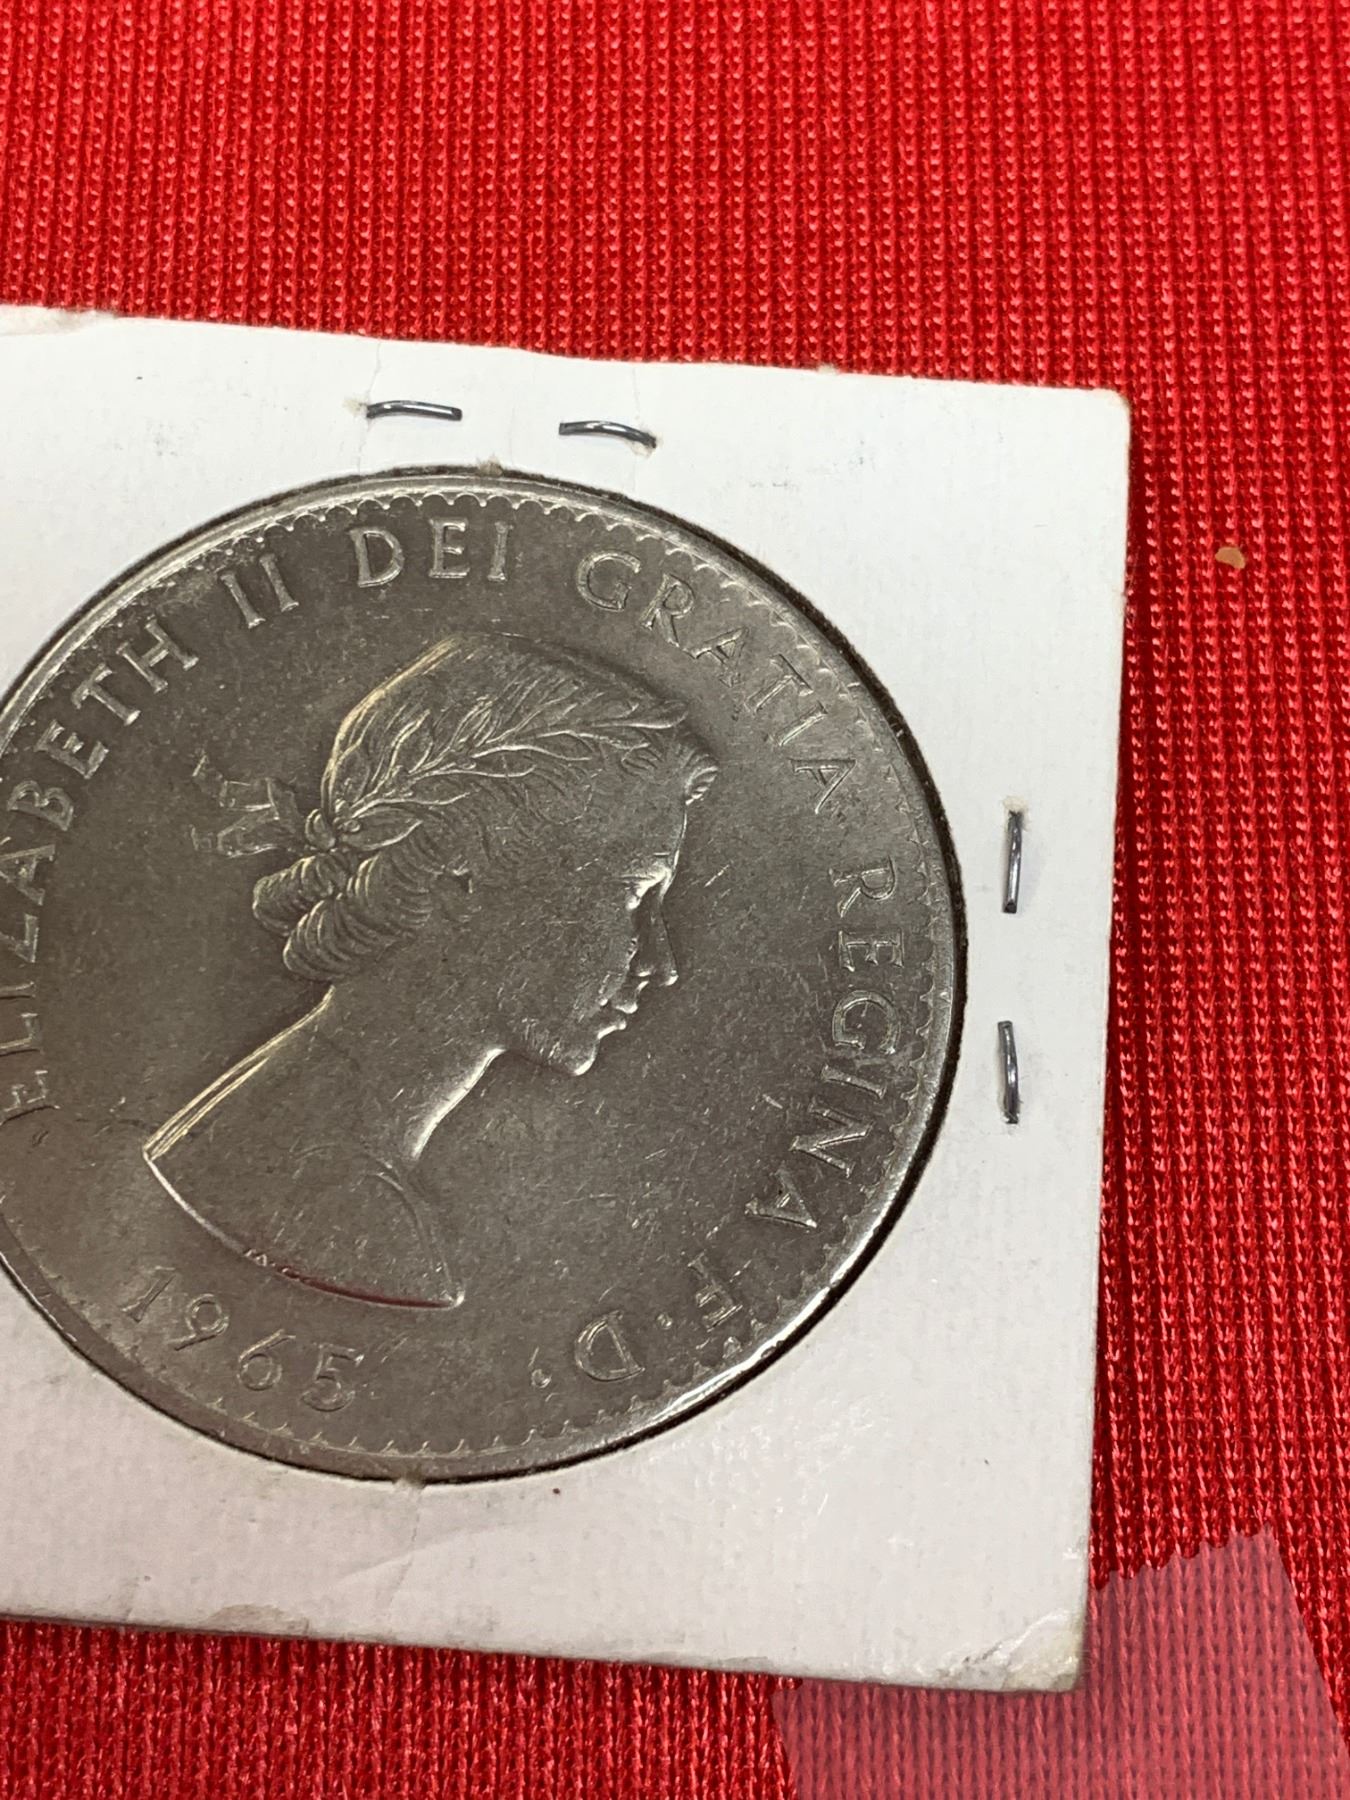 ELIZABETH II DEI GRATIA REGINA F·D·
1965